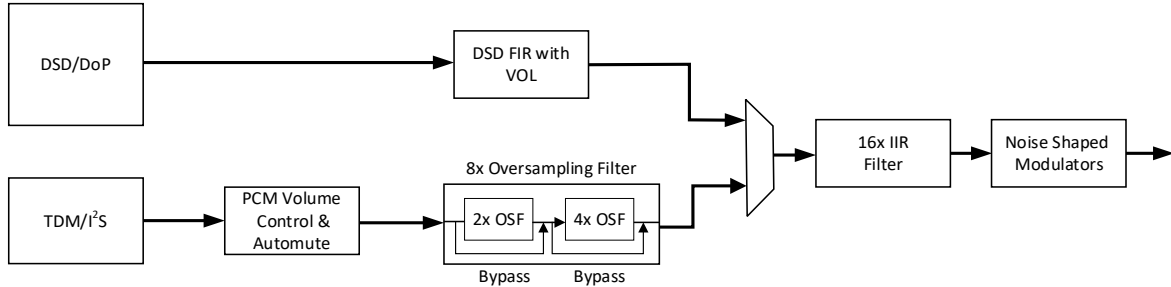 DSD/DoP
DSD FIR with
VOL
16x IIR
Filter
Noise Shaped
Modulators
8x Oversampling Filter
TDM/I²S
PCM Volume
Control &
Automute
2x OSF
4x OSF
Bypass
Bypass